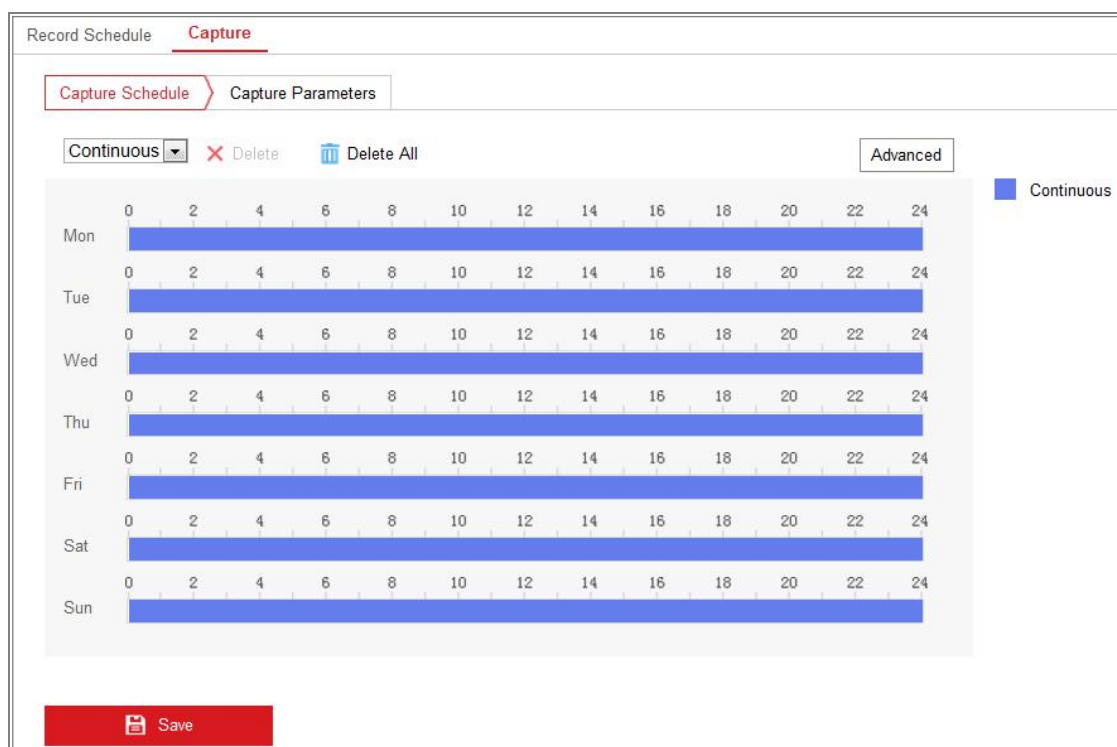 Record Schedule Capture
Capture Schedule Capture Parameters
Continuous Delete Delete All Advanced
Continuous
0 2 4 6 8 10 12 14 16 18 20 22 24
Mon
0 2 4 6 8 10 12 14 16 18 20 22 24
Tue
0 2 4 6 8 10 12 14 16 18 20 22 24
Wed
0 2 4 6 8 10 12 14 16 18 20 22 24
Thu
0 2 4 6 8 10 12 14 16 18 20 22 24
Fri
0 2 4 6 8 10 12 14 16 18 20 22 24
Sat
0 2 4 6 8 10 12 14 16 18 20 22 24
Sun
Save